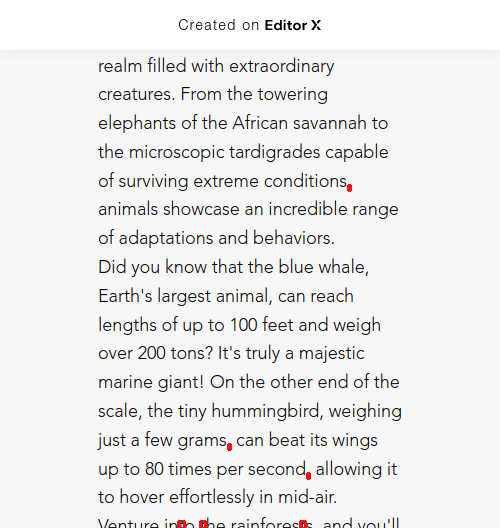 Created on Editor X
realm filled with extraordinary
creatures. From the towering
elephants of the African savannah to
the microscopic tardigrades capable
of surviving extreme conditions,
animals showcase an incredible range
of adaptations and behaviors.
Did you know that the blue whale,
Earth's largest animal, can reach
lengths of up to 100 feet and weigh
over 200 tons? It's truly a majestic
marine giant! On the other end of the
scale, the tiny hummingbird, weighing
just a few grams, can beat its wings
up to 80 times per second, allowing it
to hover effortlessly in mid-air.
Venture into the rainforests, and you'll